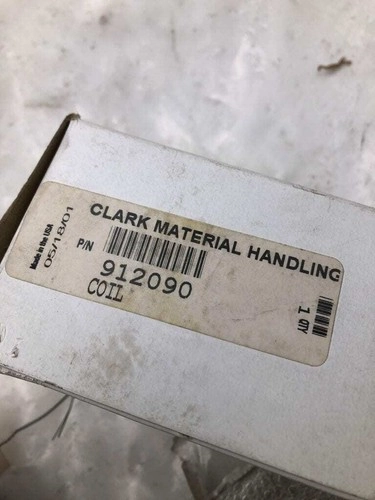 CLARK MATERIAL HANDLING
Made in the USA
05/18/01
P/N
912090
COIL
1 QTY